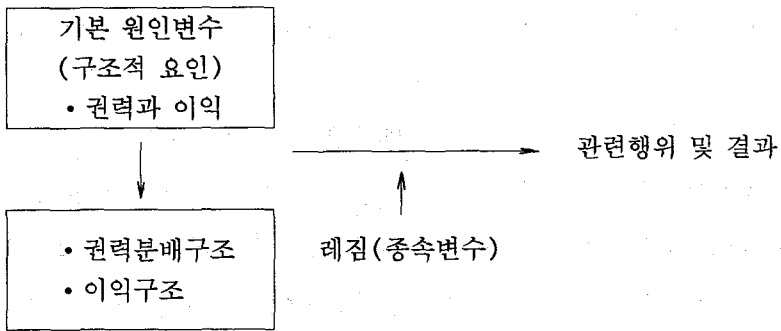 기본 원인변수
(구조적 요인)
• 권력과 이익
관련행위 및 결과
• 권력분배구조
• 이익구조
레짐(종속변수)